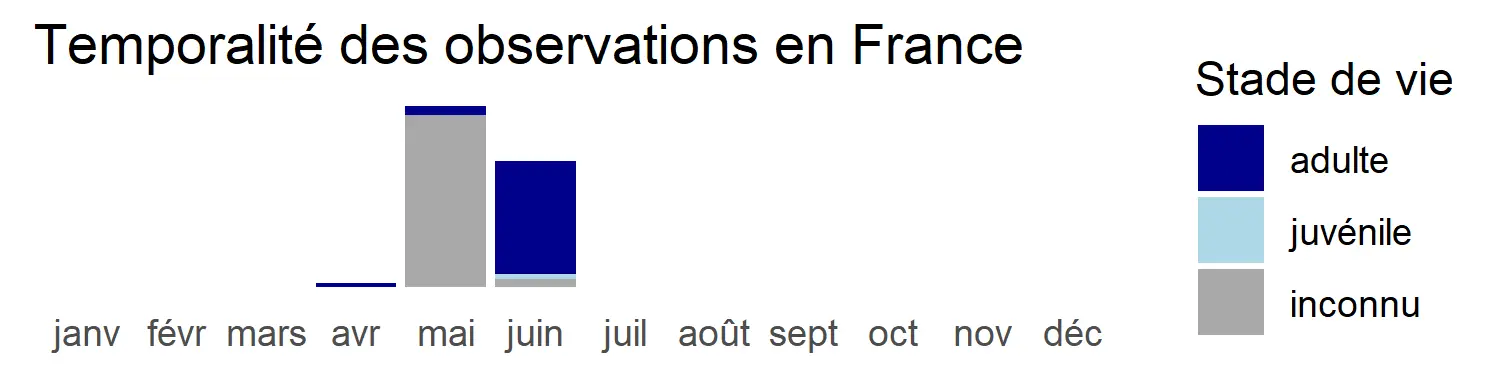 Temporalité des observations en France
janv févr mars avr mai juin juil août sept oct nov déc
Stade de vie
adulte
juvénile
inconnu